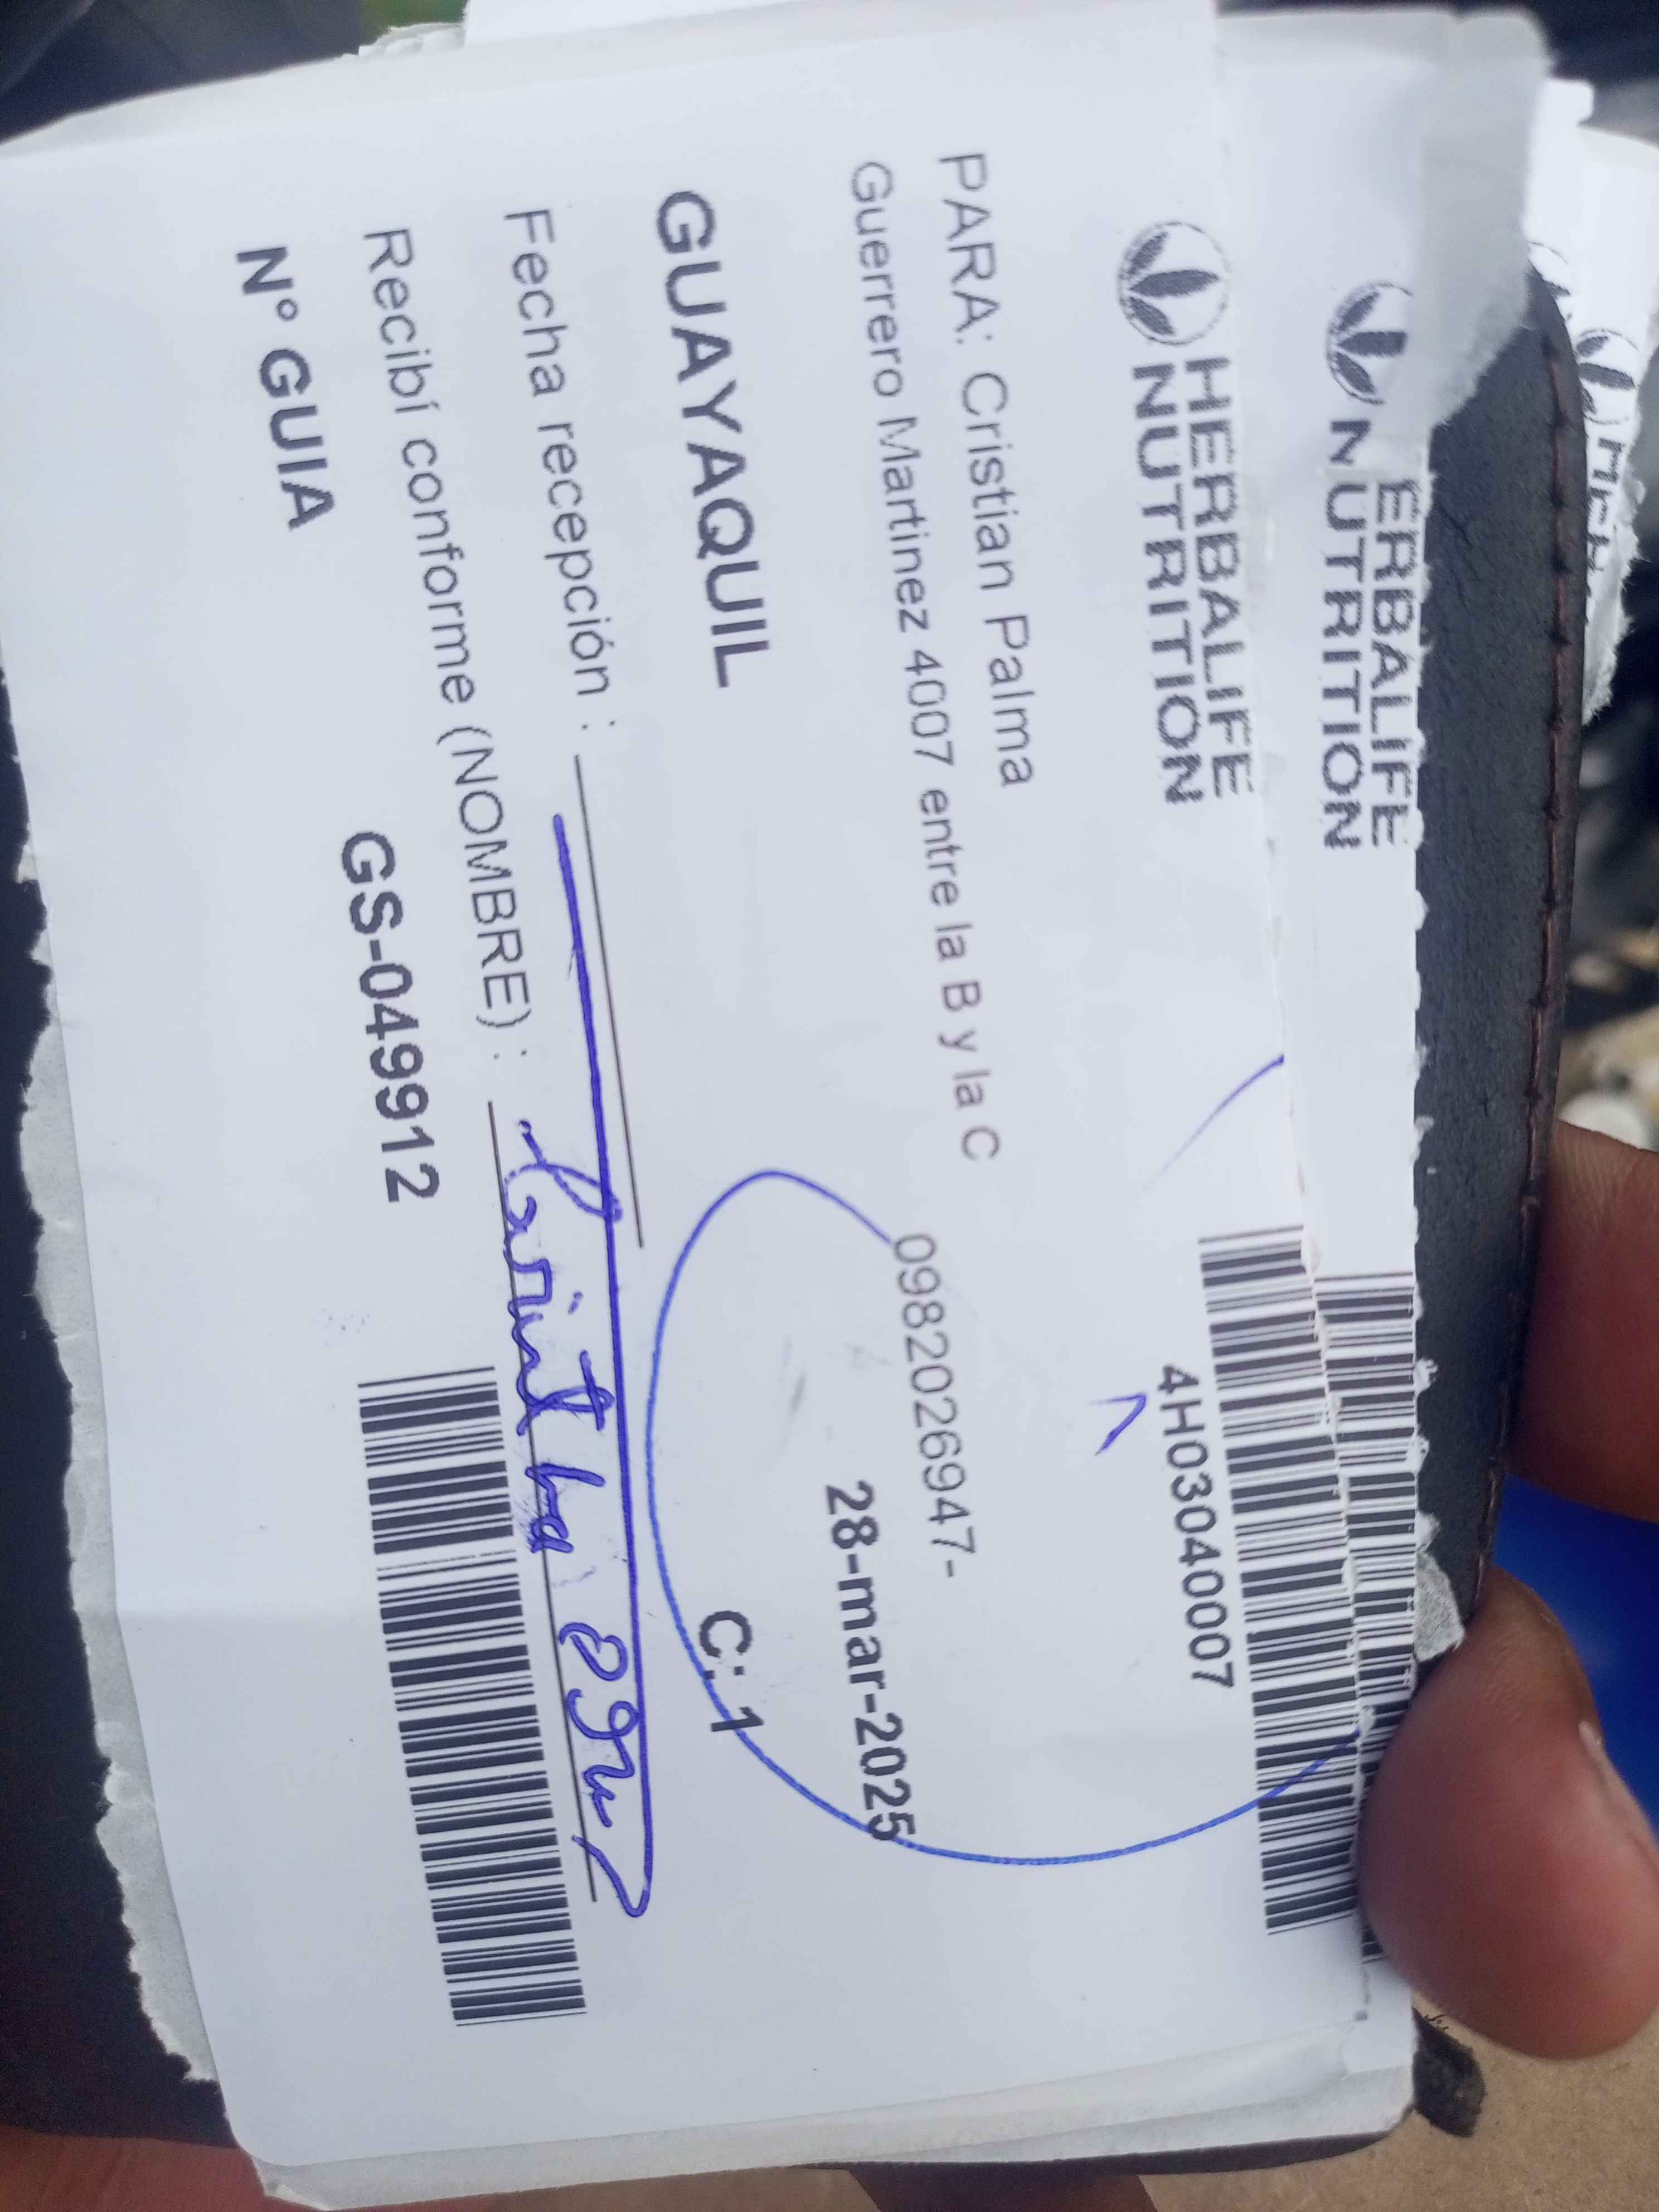 ERBALIFE
NUTRITION
HERBALIFE
NUTRITION
4H03040007
PARA: Cristian Palma
0982026947-
Guerrero Martinez 4007 entre la B y la C
28-mar-2025
GUAYAQUIL
C: 1
Fecha recepción :
Recibí conforme (NOMBRE) :
N° GUIA
GS-049912